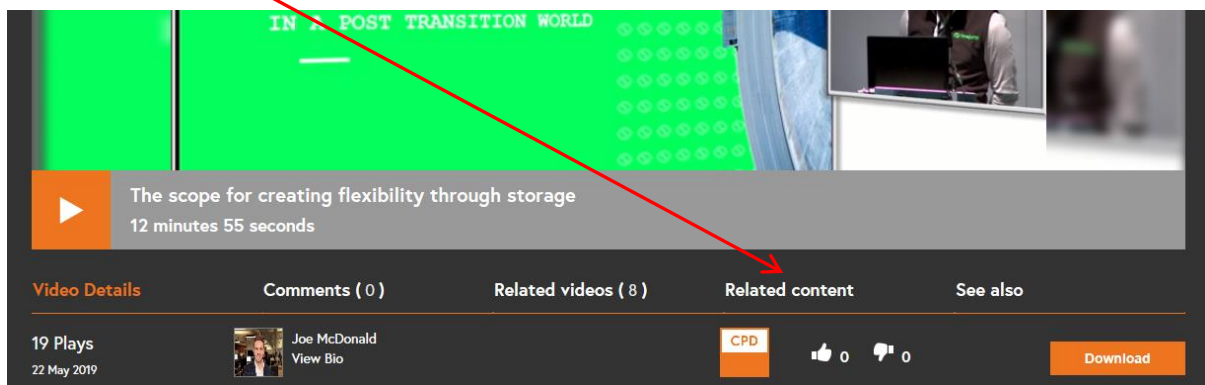 IN A POST TRANSITION WORLD
The scope for creating flexibility through storage
12 minutes 55 seconds
Video Details Comments ( 0 ) Related videos ( 8 ) Related content See also
19 Plays
22 May 2019
Joe McDonald
View Bio
CPD
0 0
Download